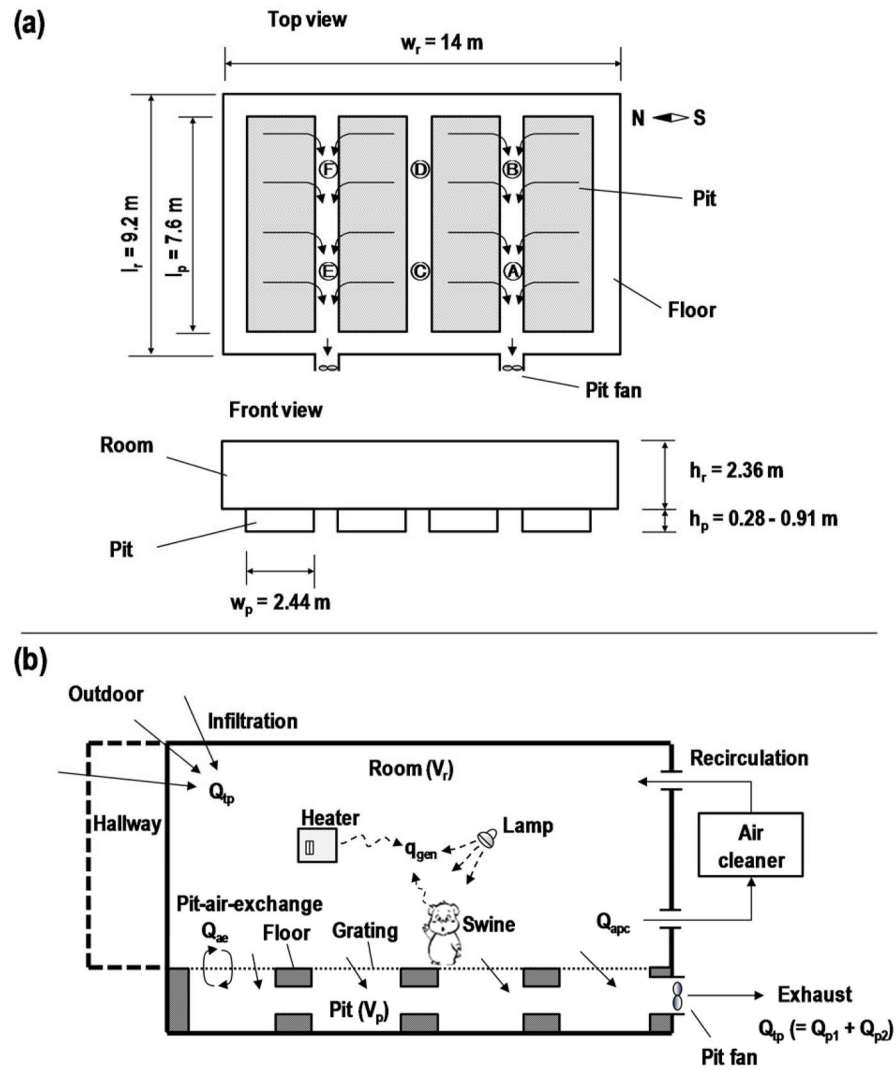 (a)
Top view
w_r = 14 m
N S
l_r = 9.2 m
l_p = 7.6 m
F D B
E C A
Pit
Floor
Pit fan
Front view
Room
h_r = 2.36 m
h_p = 0.28 - 0.91 m
Pit
w_p = 2.44 m
(b)
Outdoor
Infiltration
Room (V_r)
Recirculation
Q_tp
Hallway
Heater
Lamp
q_gen
Air
cleaner
Pit-air-exchange
Q_ae
Floor
Grating
Swine
Q_apc
Pit (V_p)
Exhaust
Q_tp (= Q_p1 + Q_p2)
Pit fan